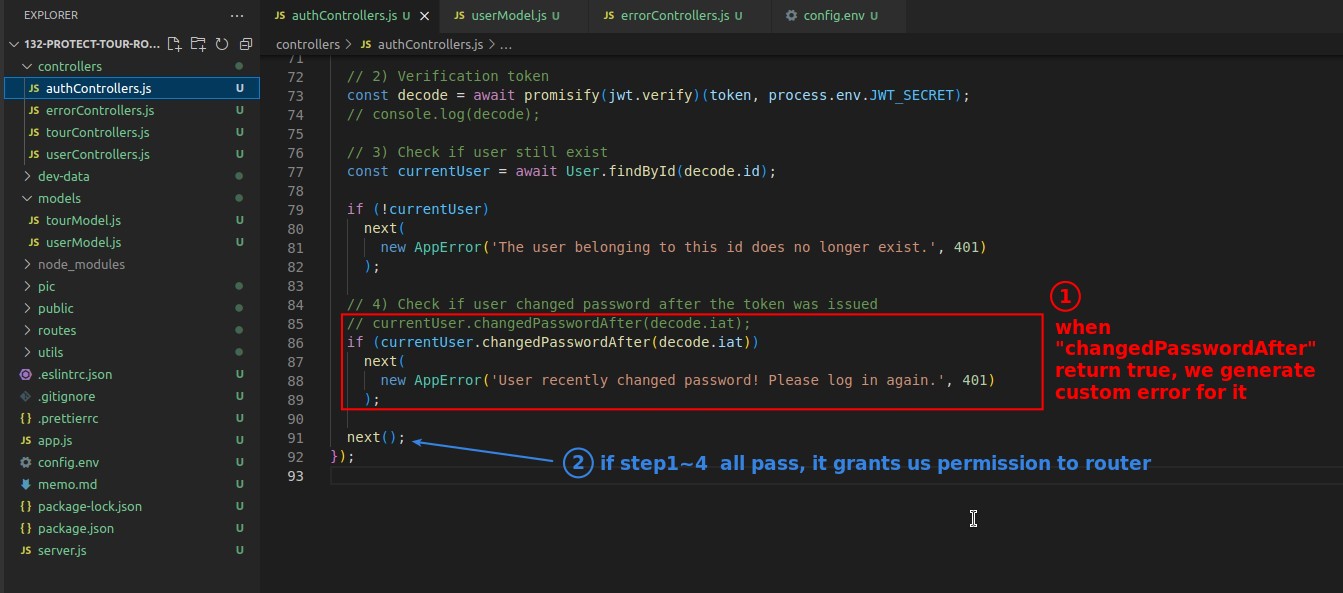 EXPLORER
...
132-PROTECT-TOUR-RO...
controllers
JS authControllers.js U
JS errorControllers.js U
JS tourControllers.js U
JS userControllers.js U
dev-data
models
JS tourModel.js U
JS userModel.js U
node_modules
pic
public
routes
utils
.eslintrc.json U
.gitignore U
{ } .prettierrc U
JS app.js U
config.env U
memo.md U
{ } package-lock.json U
{ } package.json U
JS server.js U
JS authControllers.js U
JS userModel.js U
JS errorControllers.js U
config.env U
controllers > JS authControllers.js > ...
71
72 // 2) Verification token
73 const decode = await promisify(jwt.verify)(token, process.env.JWT_SECRET);
74 // console.log(decode);
75
76 // 3) Check if user still exist
77 const currentUser = await User.findById(decode.id);
78
79 if (!currentUser)
80 next(
81 new AppError('The user belonging to this id does no longer exist.', 401)
82 );
83
84 // 4) Check if user changed password after the token was issued
85 // currentUser.changedPasswordAfter(decode.iat);
86 if (currentUser.changedPasswordAfter(decode.iat))
87 next(
88 new AppError('User recently changed password! Please log in again.', 401)
89 );
90
91 next();
92 });
93
1
when
"changedPasswordAfter"
return true, we generate
custom error for it
2 if step1~4 all pass, it grants us permission to router